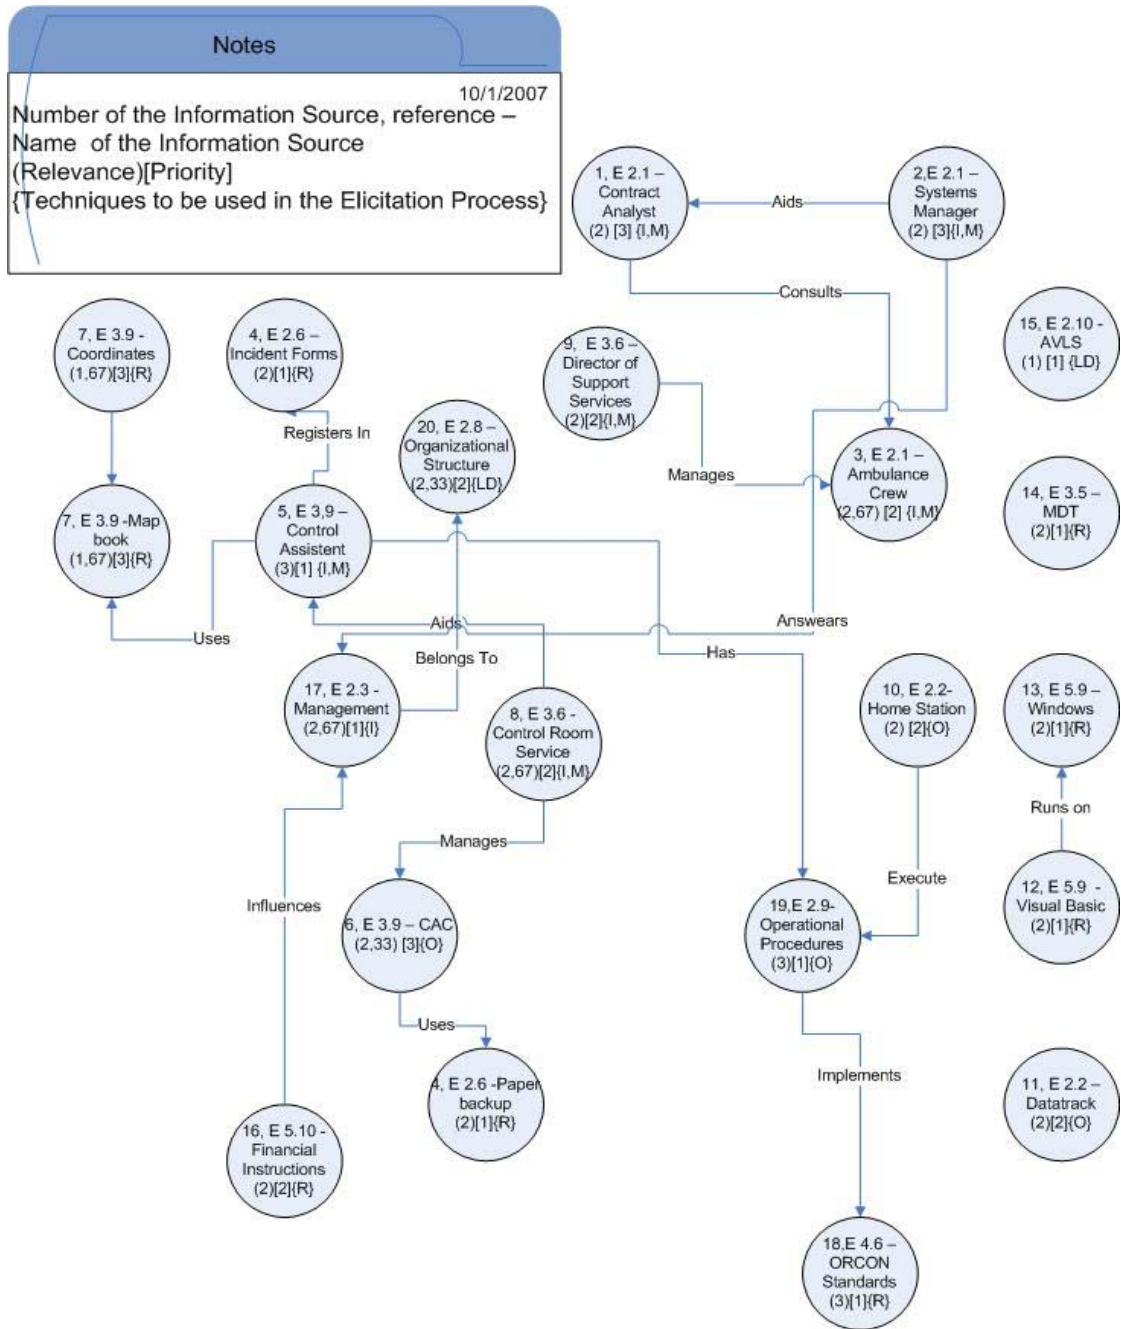 Notes
10/1/2007
Number of the Information Source, reference –
Name of the Information Source
(Relevance)[Priority]
{Techniques to be used in the Elicitation Process}
1, E 2.1 –
Contract
Analyst
(2) [3] {I,M}
Aids
2,E 2.1 –
Systems
Manager
(2) [3]{I,M}
Consults
7, E 3.9 -
Coordinates
(1,67)[3]{R}
4, E 2.6 –
Incident Forms
(2)[1]{R}
9, E 3.6 –
Director of
Support
Services
(2)[2]{I,M}
15, E 2.10 -
AVLS
(1) [1] {LD}
Registers In
20, E 2.8 –
Organizational
Structure
(2,33)[2]{LD}
Manages
3, E 2.1 –
Ambulance
Crew
(2,67) [2] {I,M}
14, E 3.5 –
MDT
(2)[1]{R}
7, E 3.9 -Map
book
(1,67)[3]{R}
5, E 3,9 –
Control
Assistent
(3)[1] {I,M}
Uses
Aids
Answears
Belongs To
Has
17, E 2.3 -
Management
(2,67)[1]{I}
8, E 3.6 -
Control Room
Service
(2,67)[2]{I,M}
10, E 2.2-
Home Station
(2) [2]{O}
13, E 5.9 –
Windows
(2)[1]{R}
Runs on
Manages
Execute
Influences
6, E 3.9 – CAC
(2,33) [3]{O}
19,E 2.9-
Operational
Procedures
(3)[1]{O}
12, E 5.9 -
Visual Basic
(2)[1]{R}
Uses
Implements
4, E 2.6 -Paper
backup
(2)[1]{R}
11, E 2.2 –
Datatrack
(2)[2]{O}
16, E 5.10 -
Financial
Instructions
(2)[2]{R}
18,E 4.6 –
ORCON
Standards
(3)[1]{R}